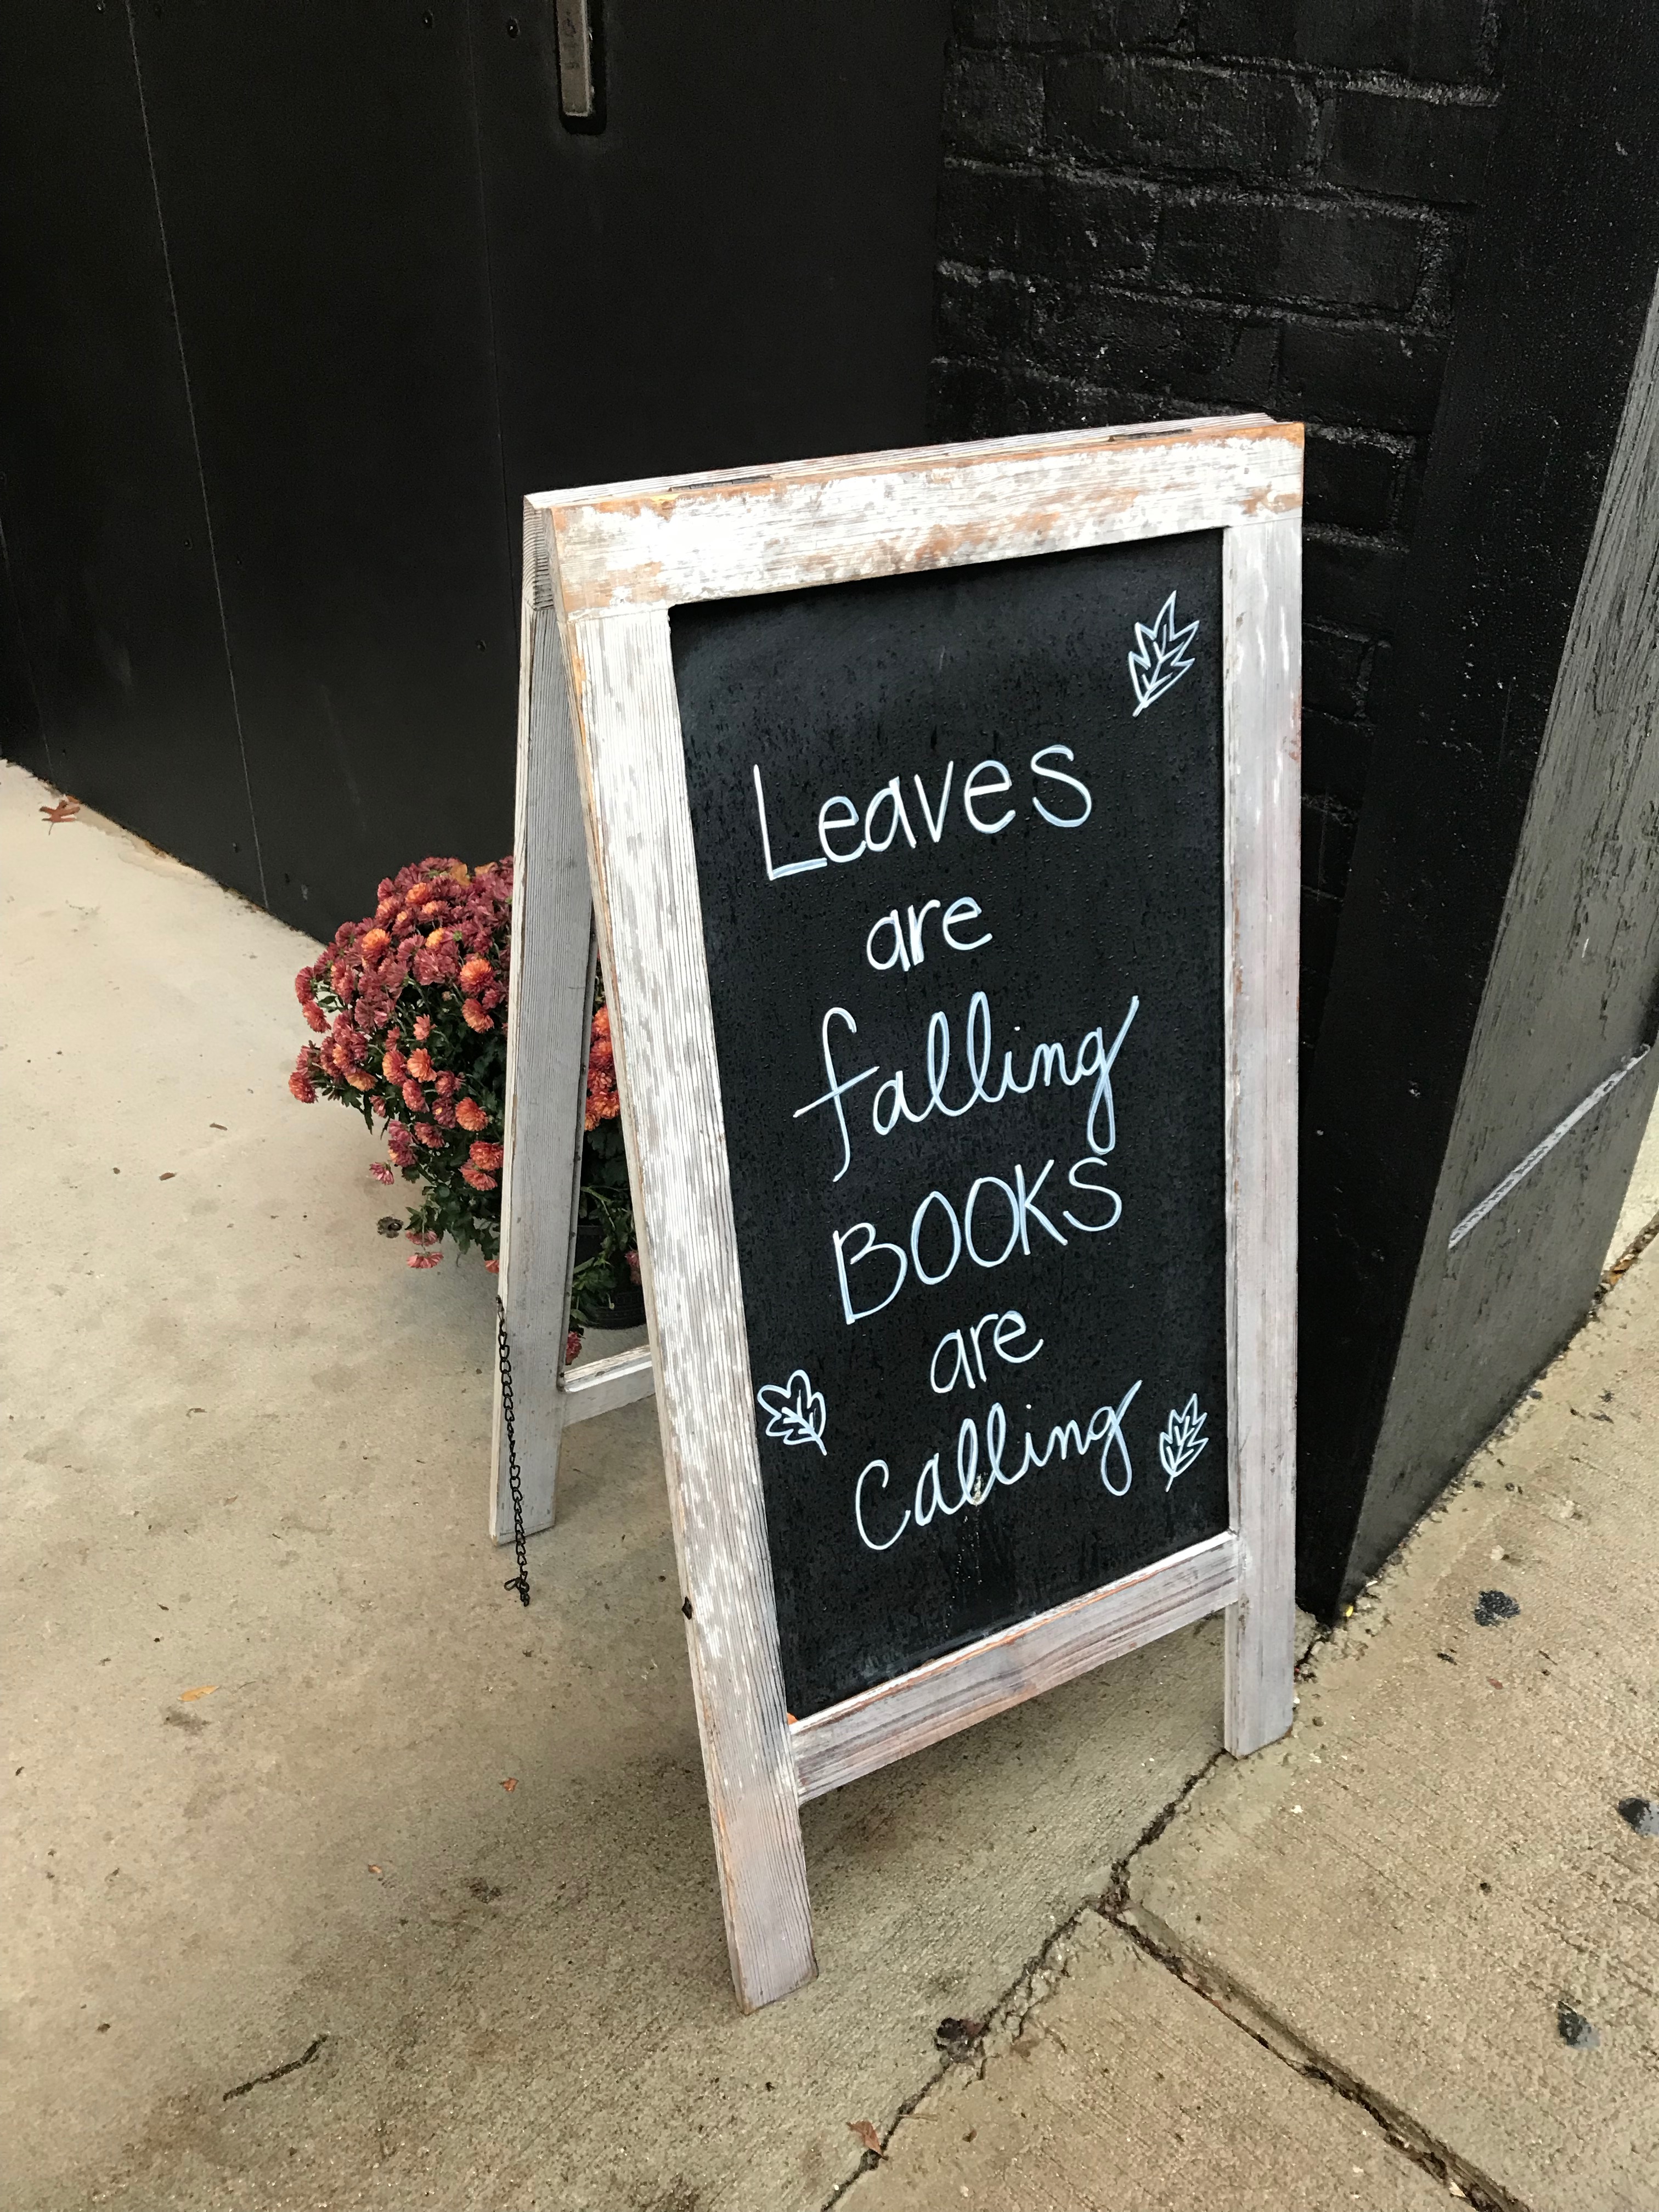 Leaves
are
falling
BOOKS
are
calling